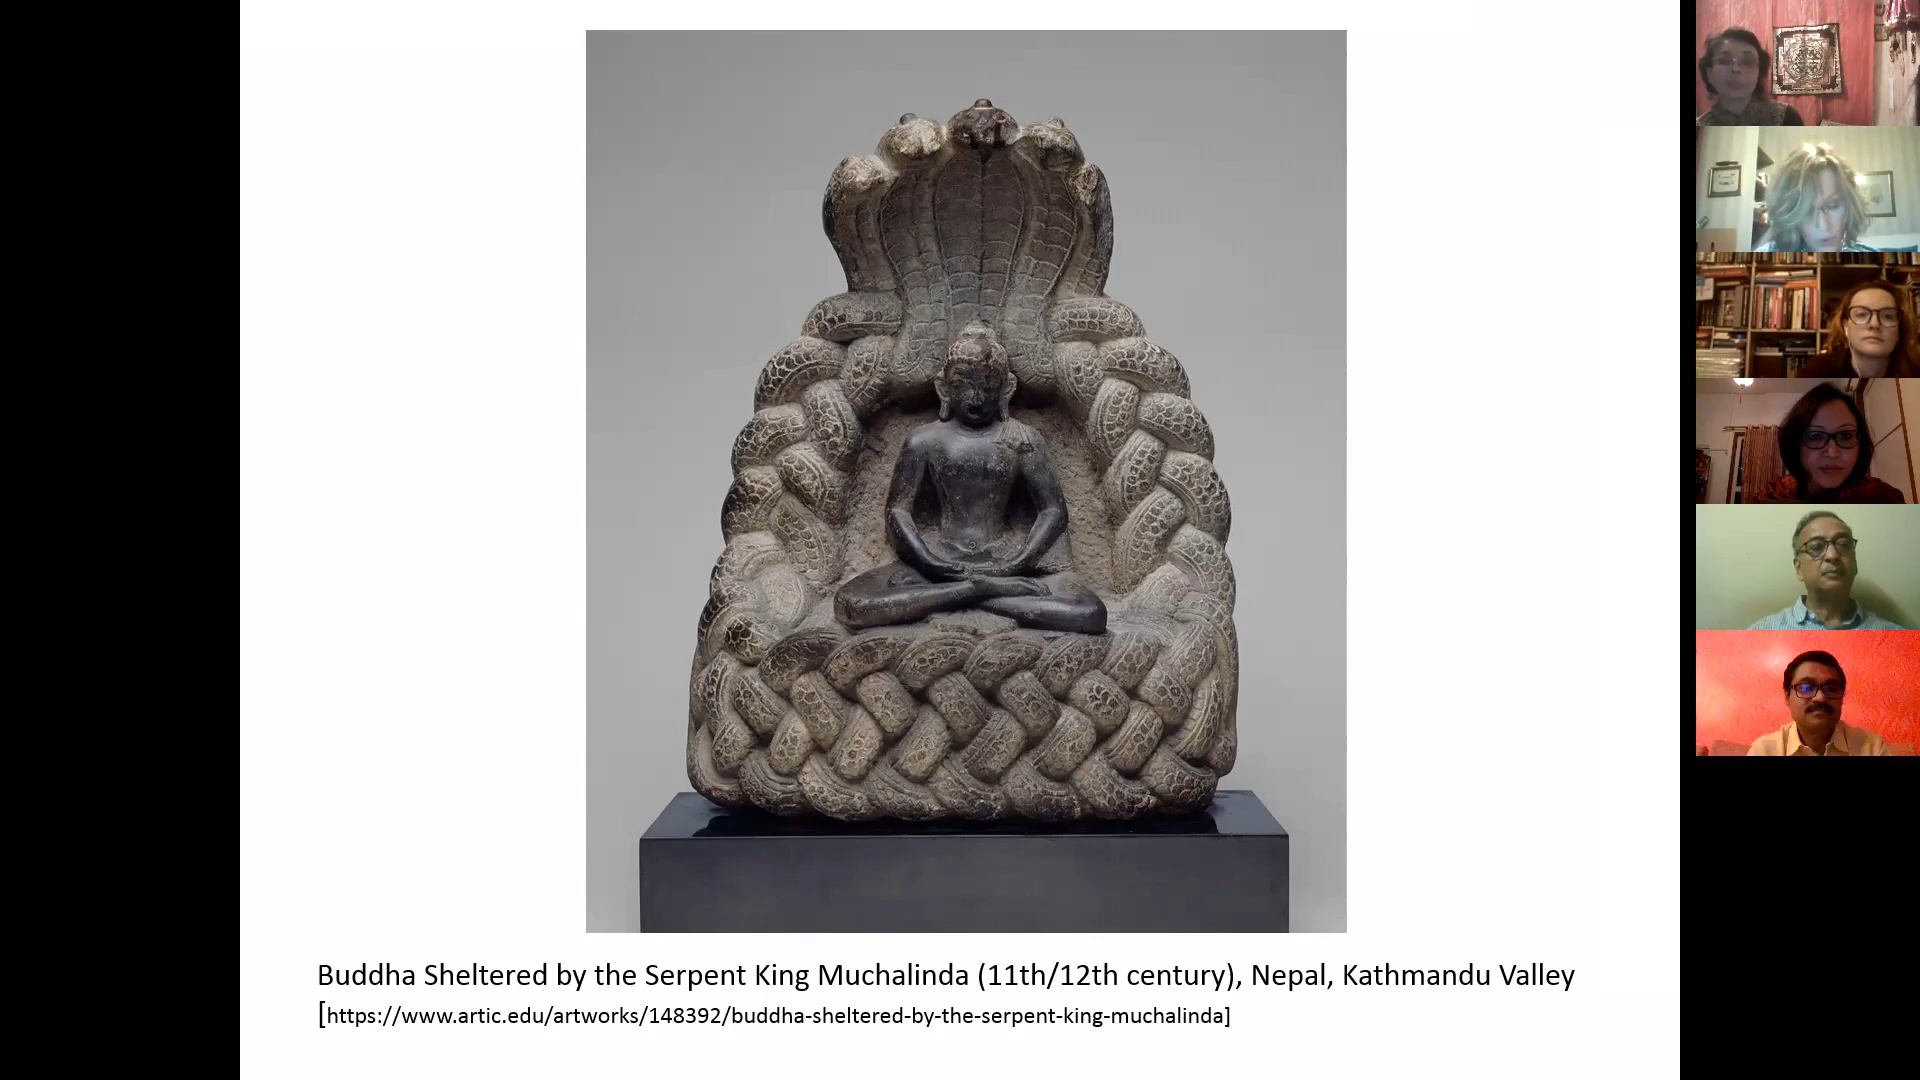 Buddha Sheltered by the Serpent King Muchalinda (11th/12th century), Nepal, Kathmandu Valley
[https://www.artic.edu/artworks/148392/buddha-sheltered-by-the-serpent-king-muchalinda]